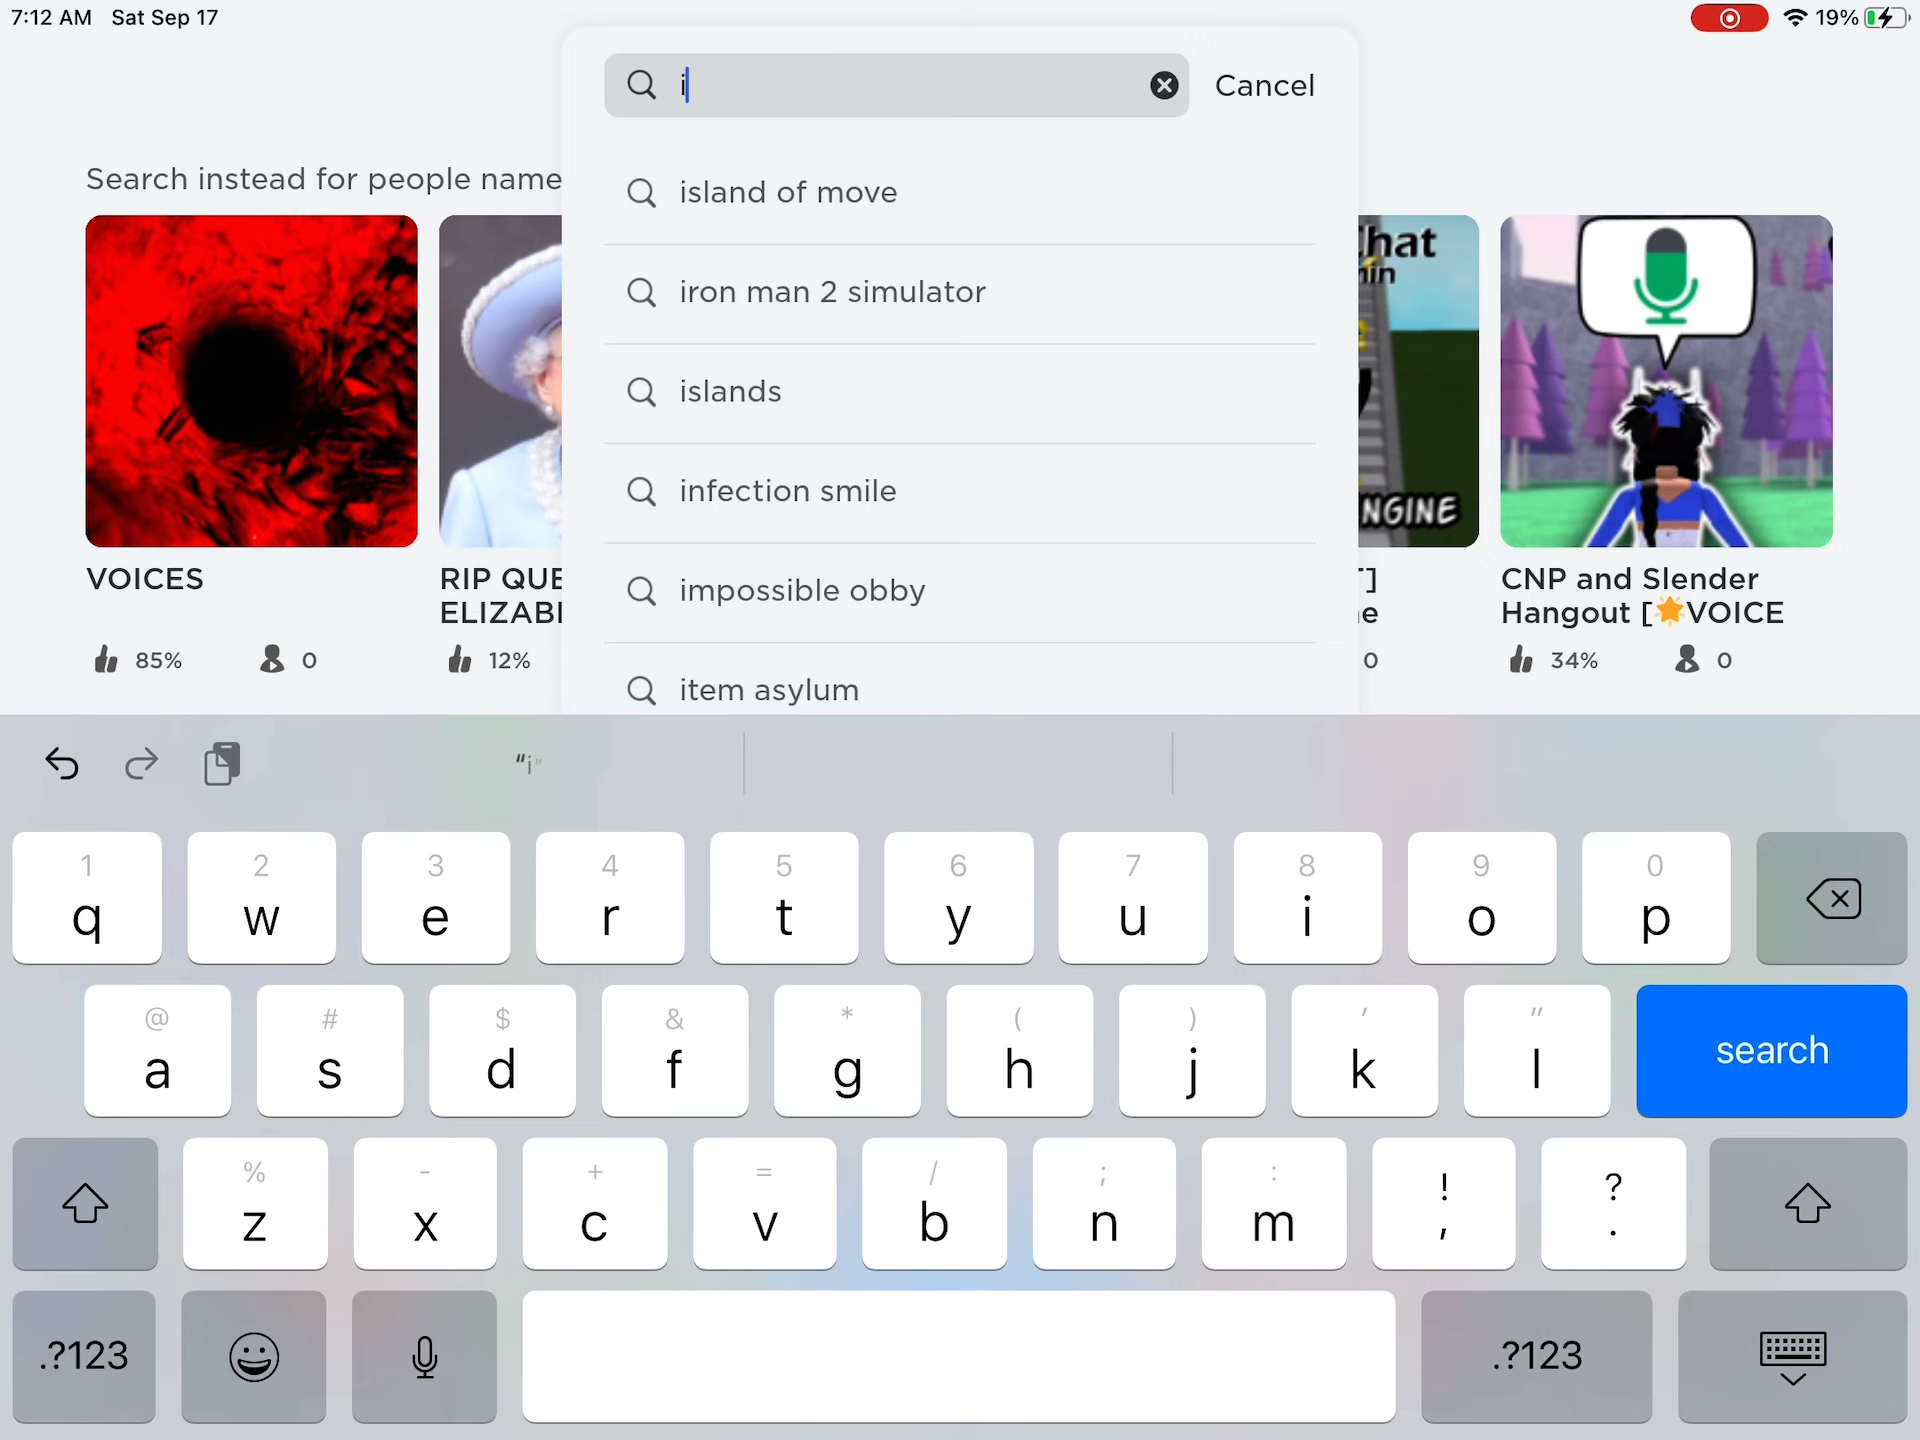 7:12 AM Sat Sep 17
19%
i
Cancel
Search instead for people name
island of move
iron man 2 simulator
islands
infection smile
impossible obby
item asylum
hat
NGINE
VOICES
85% 0
RIP QUE
ELIZAB
12%
0
CNP and Slender
Hangout [🌟VOICE
34% 0
"i"
1 2 3 4 5 6 7 8 9 0
q w e r t y u i o p
@ # $ & * ( ) ' "
a s d f g h j k l search
% - + = / ; : ! ?
z x c v b n m , .
.?123 .?123